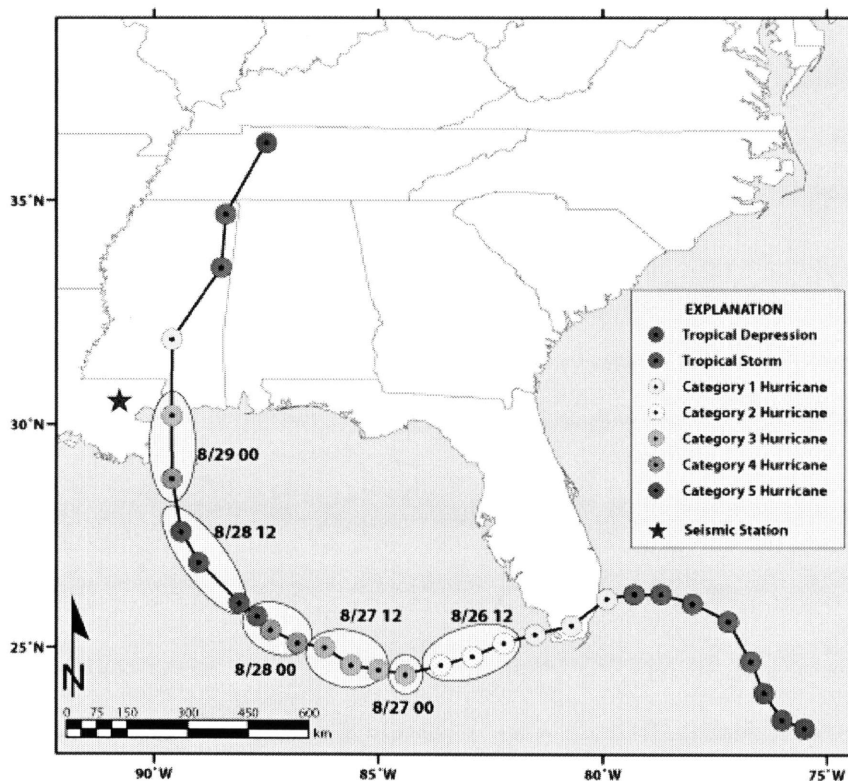 35°N
30°N
25°N
EXPLANATION
Tropical Depression
Tropical Storm
Category 1 Hurricane
Category 2 Hurricane
Category 3 Hurricane
Category 4 Hurricane
Category 5 Hurricane
Seismic Station
8/29 00
8/28 12
8/27 12
8/26 12
8/28 00
8/27 00
N
0 75 150 300 450 600
km
90°W
85°W
80°W
75°W